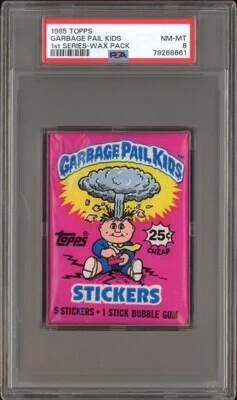 1985 TOPPS
GARBAGE PAIL KIDS NM-MT
1st SERIES-WAX PACK 8
PSA 79268661
GARBAGE PAIL KIDS
Topps
25¢
CHEAP
STICKERS
5 STICKERS • 1 STICK BUBBLE GUM